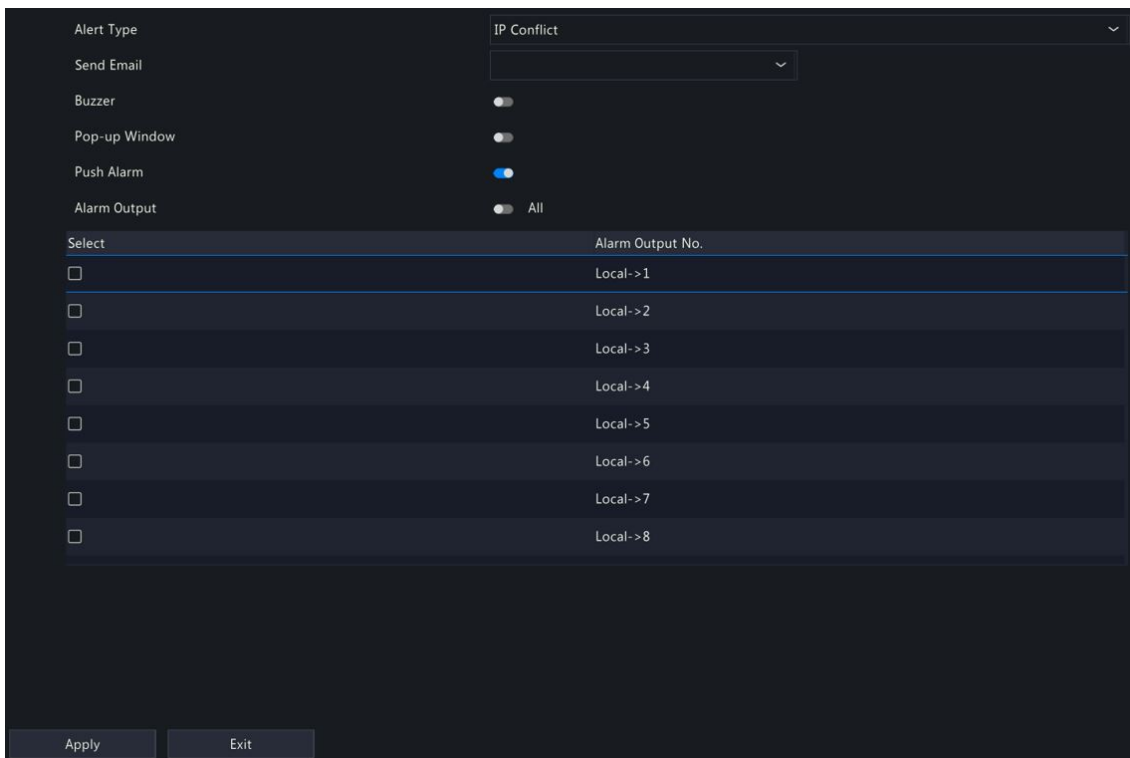 Alert Type IP Conflict
Send Email
Buzzer
Pop-up Window
Push Alarm
Alarm Output All
Select Alarm Output No.
Local->1
Local->2
Local->3
Local->4
Local->5
Local->6
Local->7
Local->8
Apply Exit